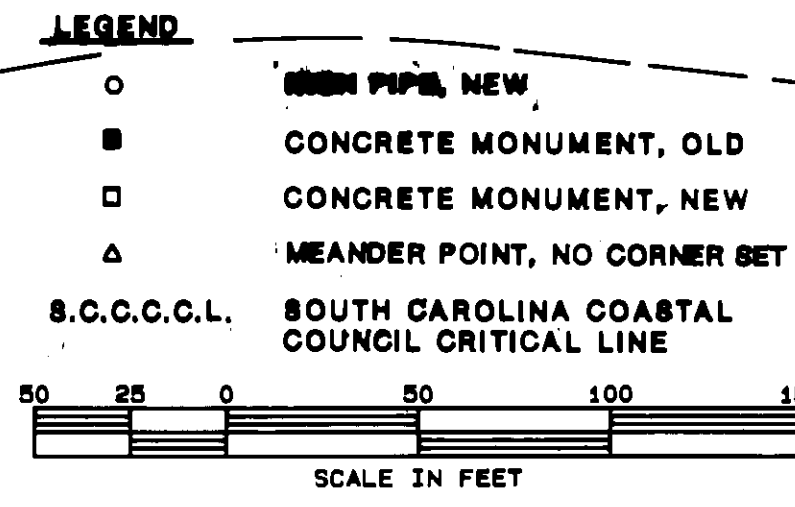 LEGEND
PIPE, NEW
CONCRETE MONUMENT, OLD
CONCRETE MONUMENT, NEW
MEANDER POINT, NO CORNER SET
S.C.C.C.C.L. SOUTH CAROLINA COASTAL
COUNCIL CRITICAL LINE
50 25 0 50 100
SCALE IN FEET